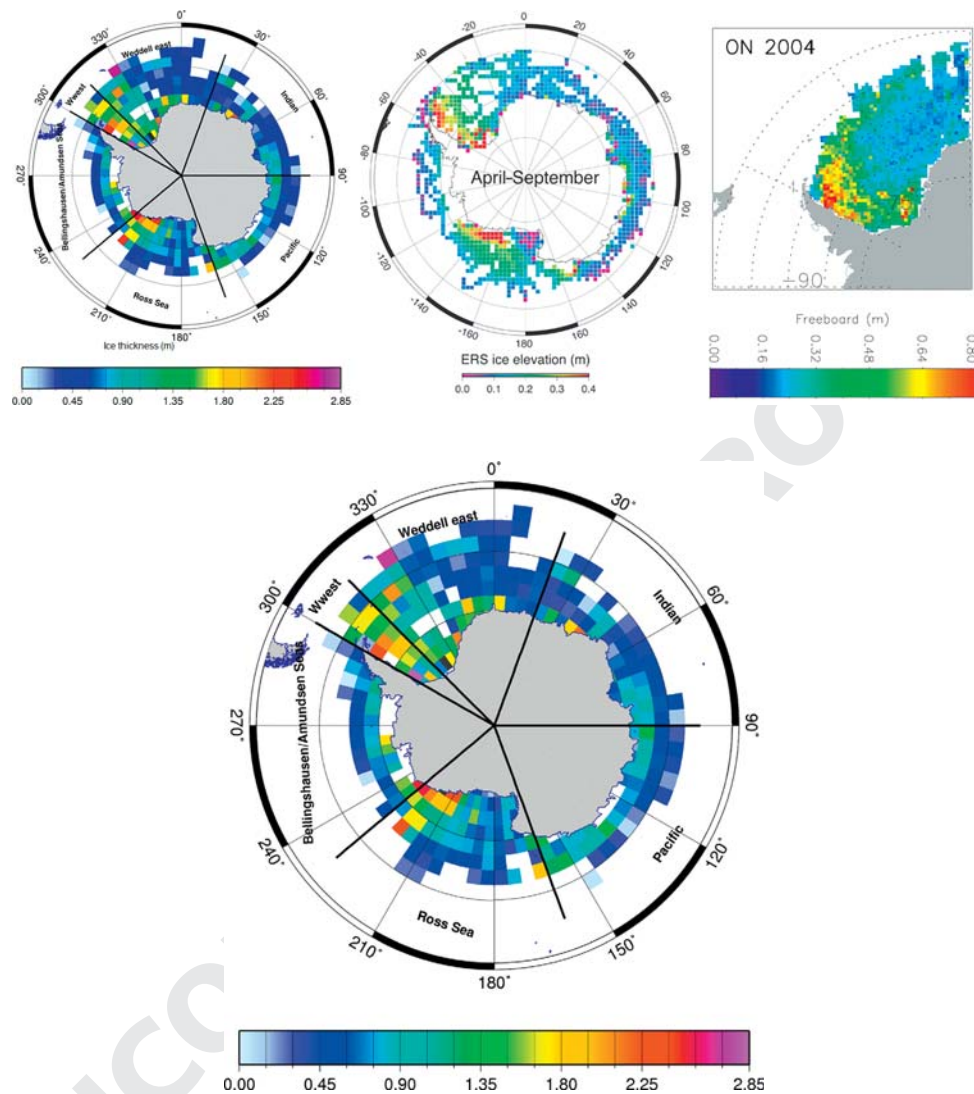 0˚
30˚
60˚
90˚
120˚
150˚
180˚
210˚
240˚
270˚
300˚
330˚
Weddell east
Wwest
Indian
Pacific
Ross Sea
Bellingshausen/Amundsen Seas
Ice thickness (m)
0.00 0.45 0.90 1.35 1.80 2.25 2.85
0
20
40
60
80
100
120
140
160
180
-160
-140
-120
-100
-80
-60
-40
-20
April-September
ERS ice elevation (m)
0.0 0.1 0.2 0.3 0.4
ON 2004
-90
Freeboard (m)
0.00 0.16 0.32 0.48 0.64 0.80
0˚
30˚
60˚
90˚
120˚
150˚
180˚
210˚
240˚
270˚
300˚
330˚
Weddell east
Wwest
Indian
Pacific
Ross Sea
Bellingshausen/Amundsen Seas
0.00 0.45 0.90 1.35 1.80 2.25 2.85